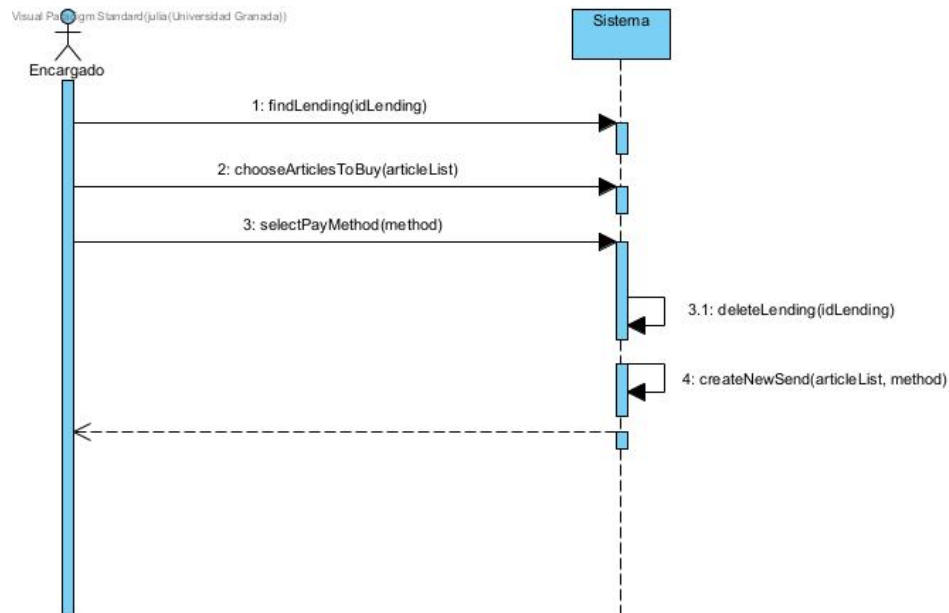 Visual Paradigm Standard(julia(Universidad Granada))
Sistema
Encargado
1: findLending(idLending)
2: chooseArticlesToBuy(articleList)
3: selectPayMethod(method)
3.1: deleteLending(idLending)
4: createNewSend(articleList, method)